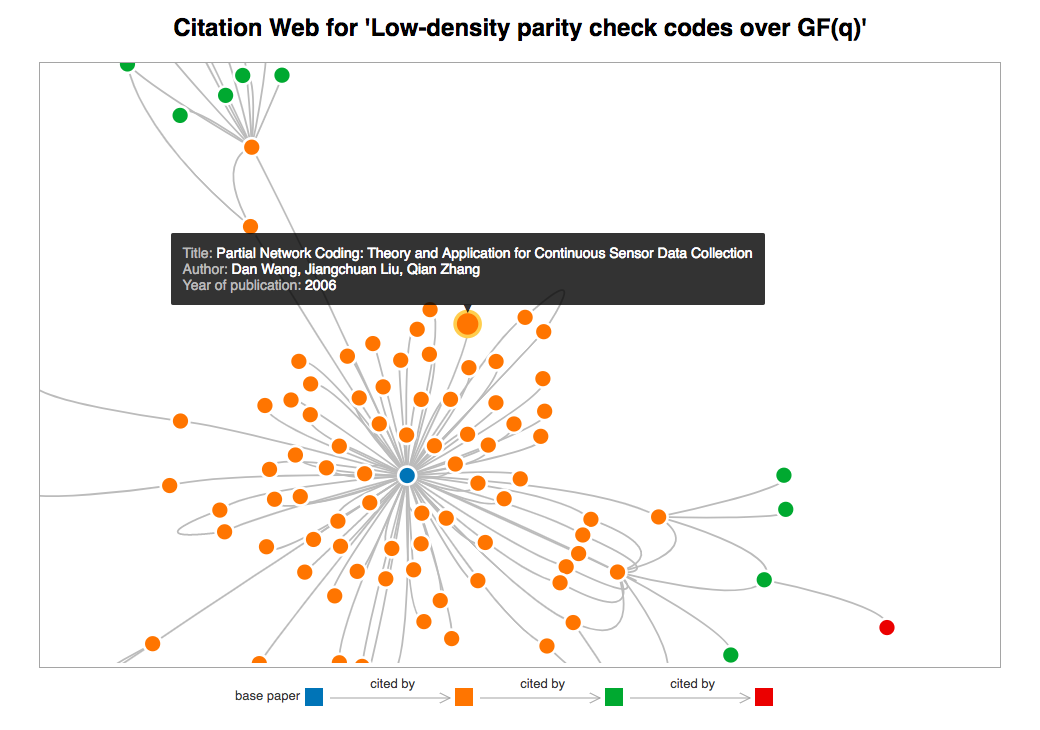 Citation Web for 'Low-density parity check codes over GF(q)'
Title: Partial Network Coding: Theory and Application for Continuous Sensor Data Collection
Author: Dan Wang, Jiangchuan Liu, Qian Zhang
Year of publication: 2006
base paper cited by cited by cited by